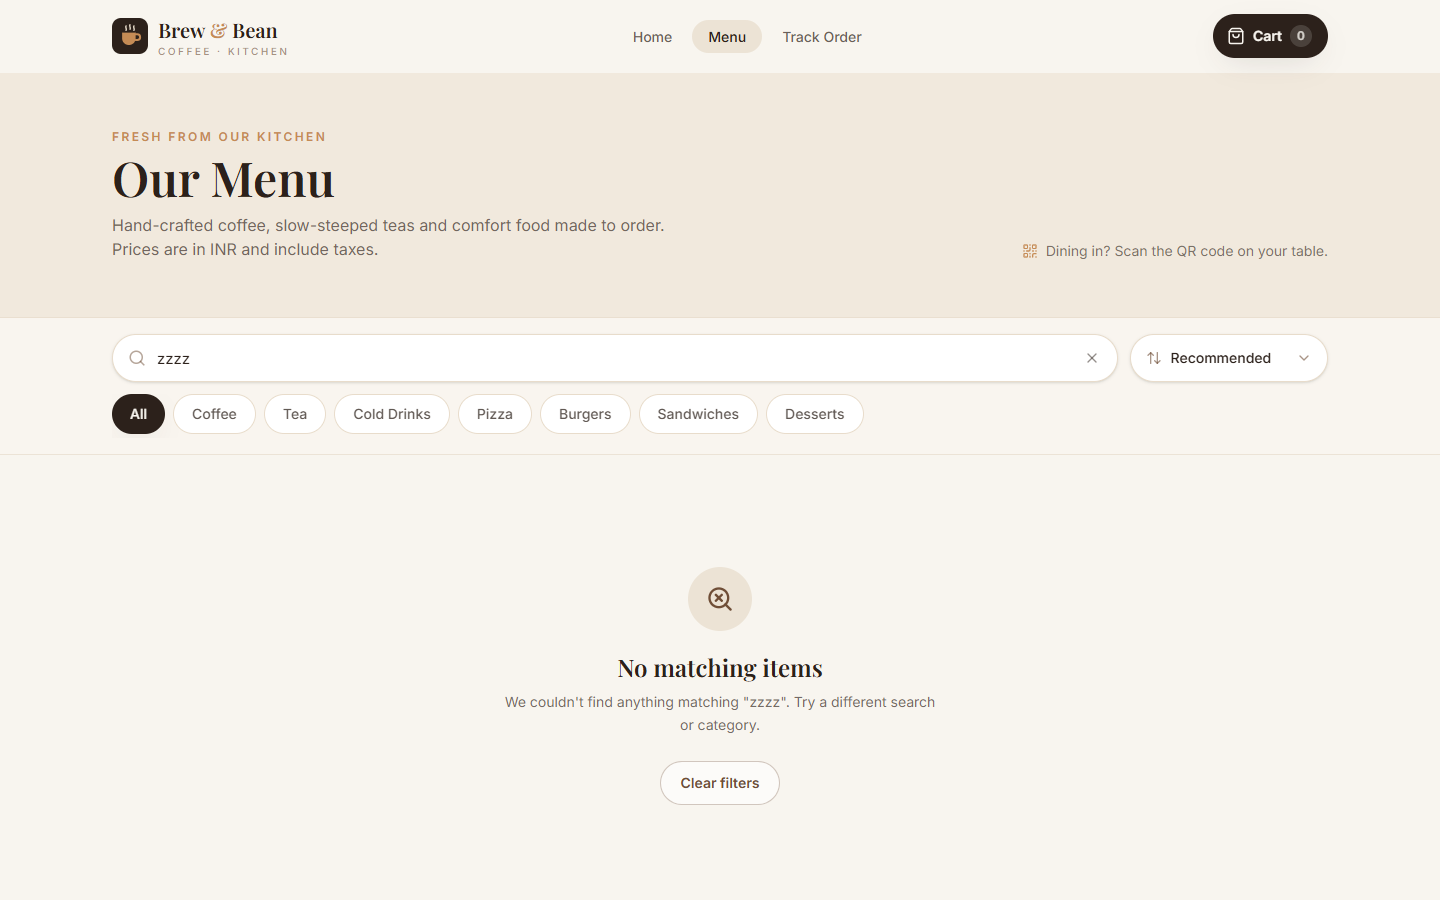 Brew & Bean
COFFEE · KITCHEN
Home
Menu
Track Order
Cart 0
FRESH FROM OUR KITCHEN
Our Menu
Hand-crafted coffee, slow-steeped teas and comfort food made to order.
Prices are in INR and include taxes.
Dining in? Scan the QR code on your table.
zzzz
Recommended
All
Coffee
Tea
Cold Drinks
Pizza
Burgers
Sandwiches
Desserts
No matching items
We couldn't find anything matching "zzzz". Try a different search
or category.
Clear filters